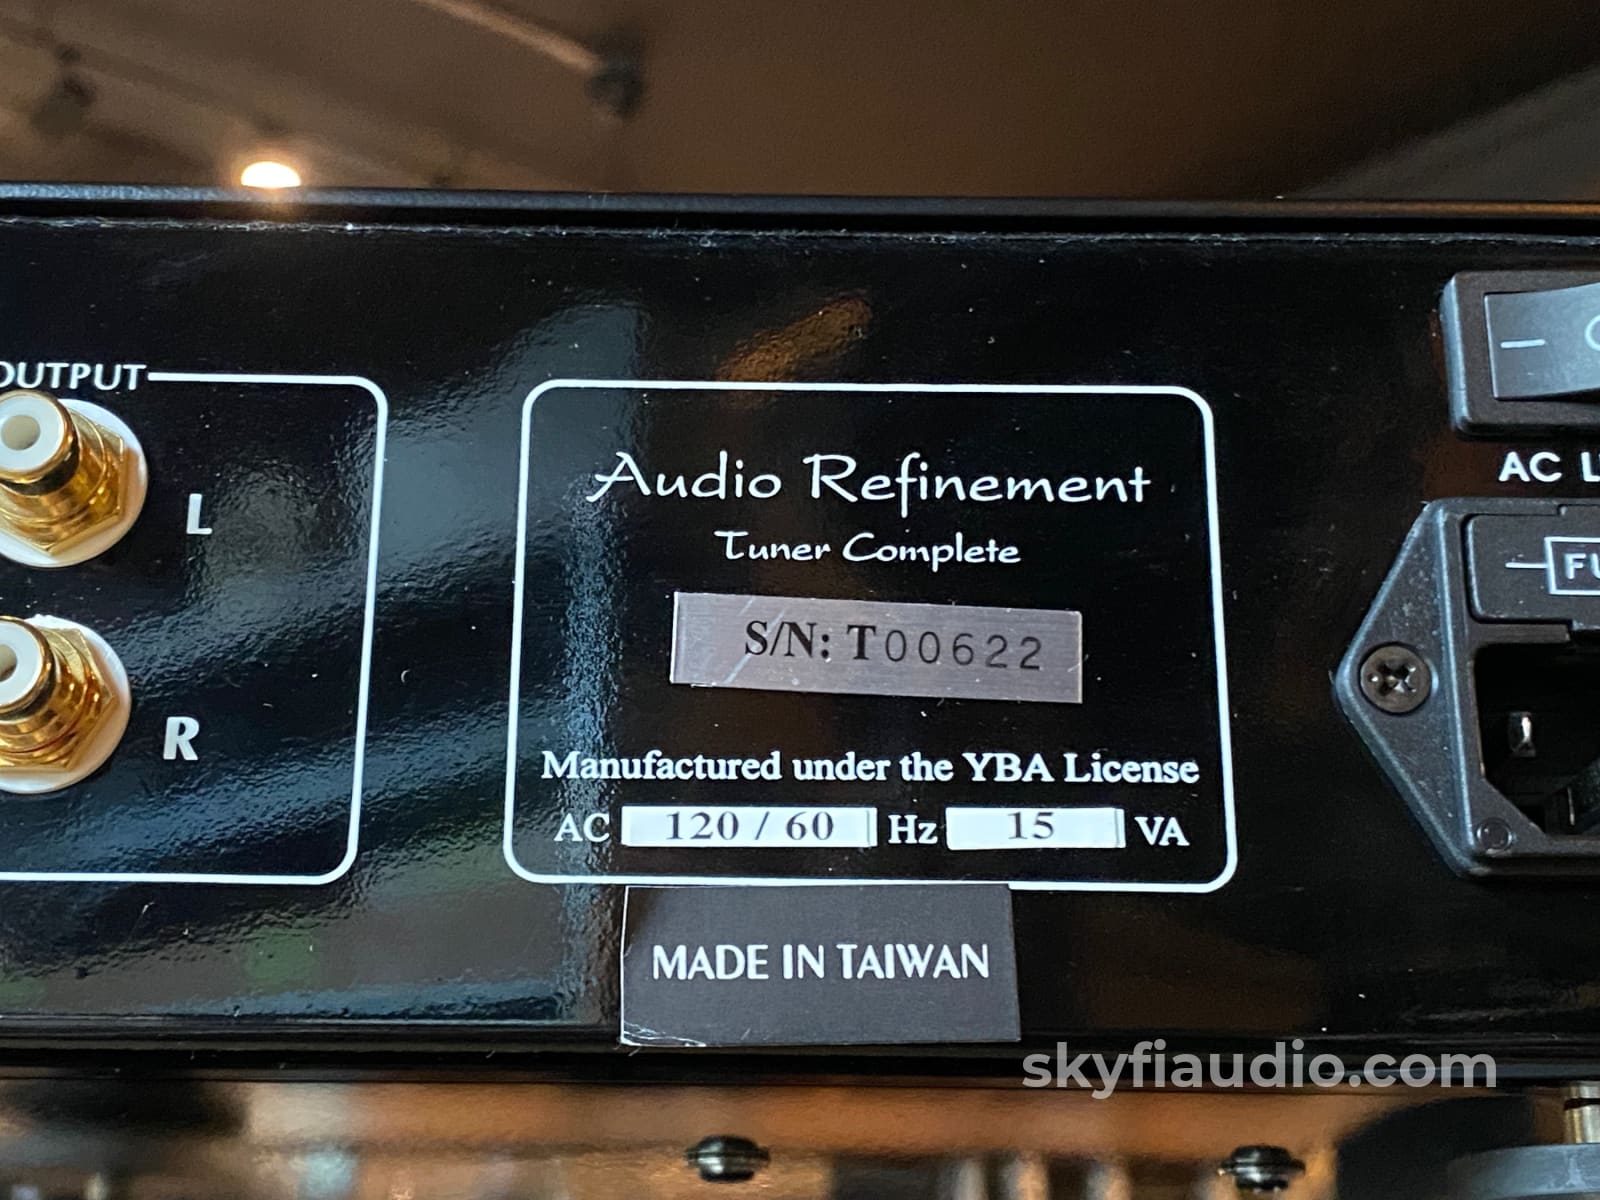 OUTPUT
L
R
Audio Refinement
Tuner Complete
S/N: T00622
Manufactured under the YBA License
AC 120 / 60 Hz 15 VA
MADE IN TAIWAN
AC
skyfiaudio.com